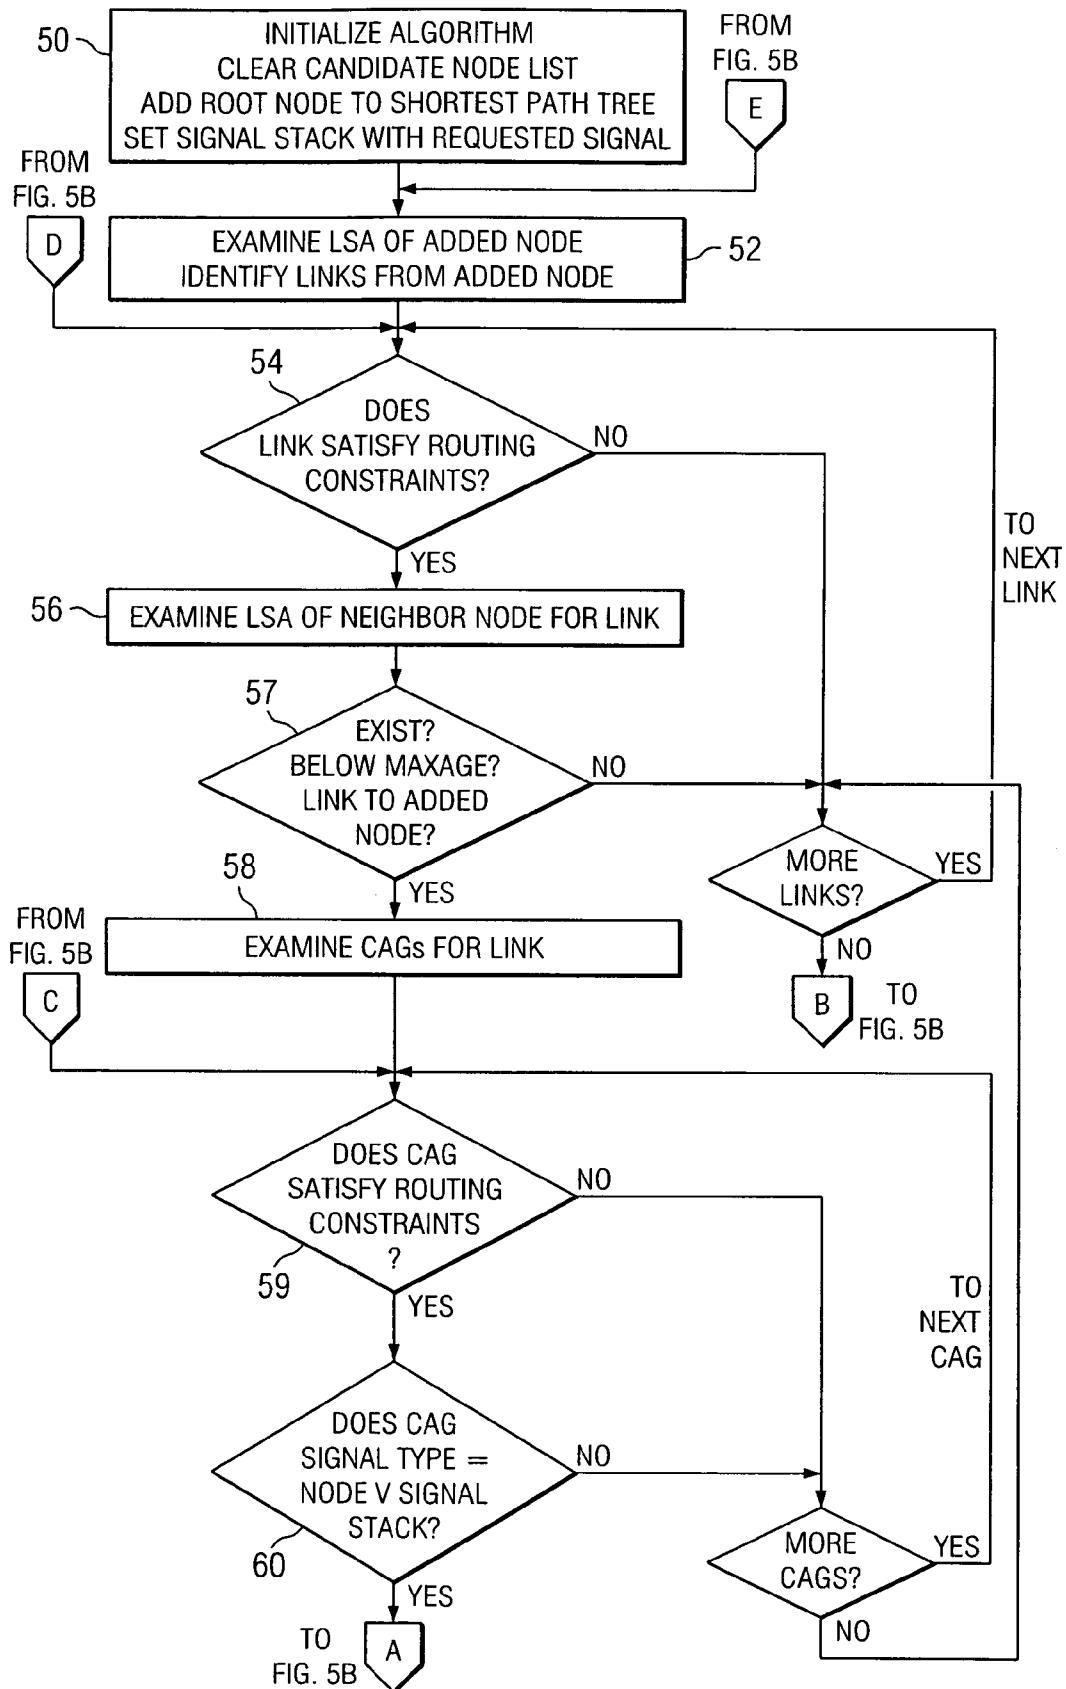 50
INITIALIZE ALGORITHM
CLEAR CANDIDATE NODE LIST
ADD ROOT NODE TO SHORTEST PATH TREE
SET SIGNAL STACK WITH REQUESTED SIGNAL
FROM
FIG. 5B
E
FROM
FIG. 5B
D
EXAMINE LSA OF ADDED NODE
IDENTIFY LINKS FROM ADDED NODE
52
54
DOES
LINK SATISFY ROUTING
CONSTRAINTS?
NO
YES
TO
NEXT
LINK
56
EXAMINE LSA OF NEIGHBOR NODE FOR LINK
57
EXIST?
BELOW MAXAGE?
LINK TO ADDED
NODE?
NO
YES
MORE
LINKS?
YES
NO
B
TO
FIG. 5B
58
EXAMINE CAGs FOR LINK
FROM
FIG. 5B
C
DOES CAG
SATISFY ROUTING
CONSTRAINTS
?
59
NO
YES
TO
NEXT
CAG
DOES CAG
SIGNAL TYPE =
NODE V SIGNAL
STACK?
60
NO
YES
MORE
CAGS?
YES
NO
TO
FIG. 5B
A